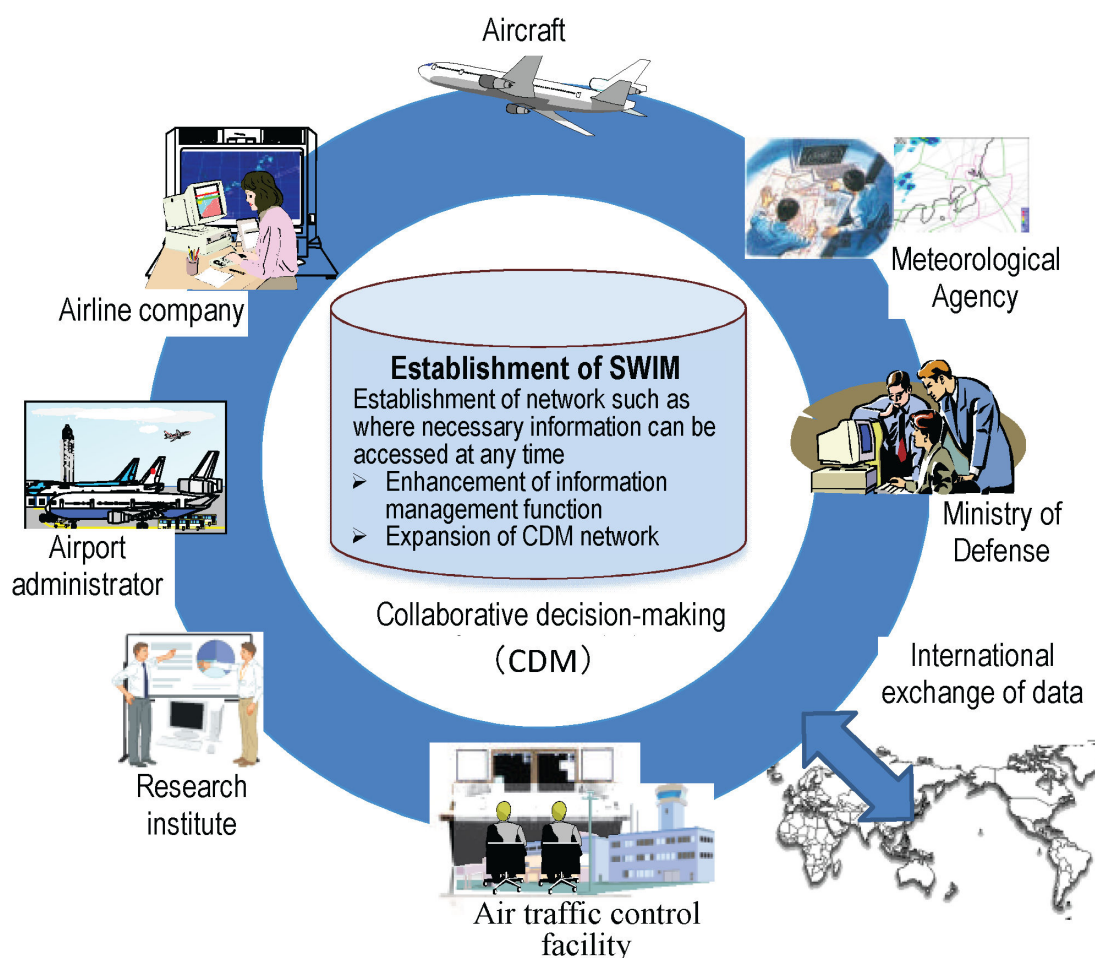 Aircraft
Meteorological
Agency
Airline company
Establishment of SWIM
Establishment of network such as
where necessary information can be
accessed at any time
➢ Enhancement of information
management function
➢ Expansion of CDM network
Ministry of
Defense
Airport
administrator
Collaborative decision-making
（CDM）
International
exchange of data
Research
institute
Air traffic control
facility